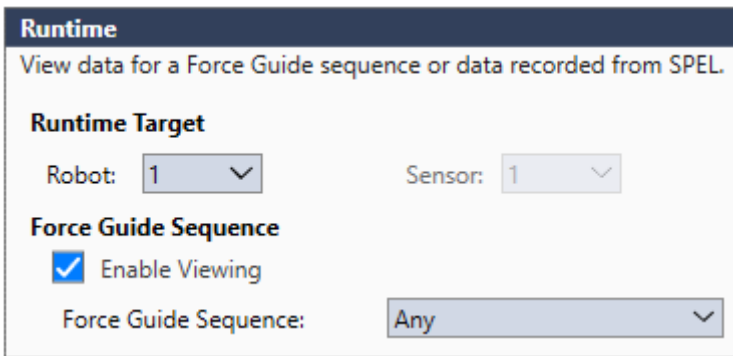 Runtime
View data for a Force Guide sequence or data recorded from SPEL.
Runtime Target
Robot: 1 Sensor: 1
Force Guide Sequence
Enable Viewing
Force Guide Sequence: Any